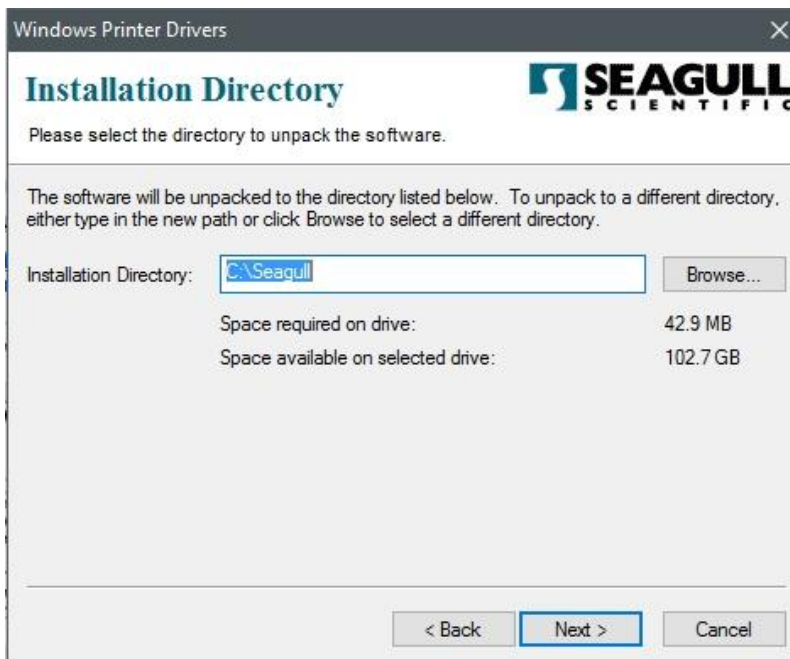 Windows Printer Drivers
Installation Directory
SEAGULL
SCIENTIFIC
Please select the directory to unpack the software.
The software will be unpacked to the directory listed below. To unpack to a different directory,
either type in the new path or click Browse to select a different directory.
Installation Directory: C:\Seagull Browse...
Space required on drive: 42.9 MB
Space available on selected drive: 102.7 GB
< Back Next > Cancel